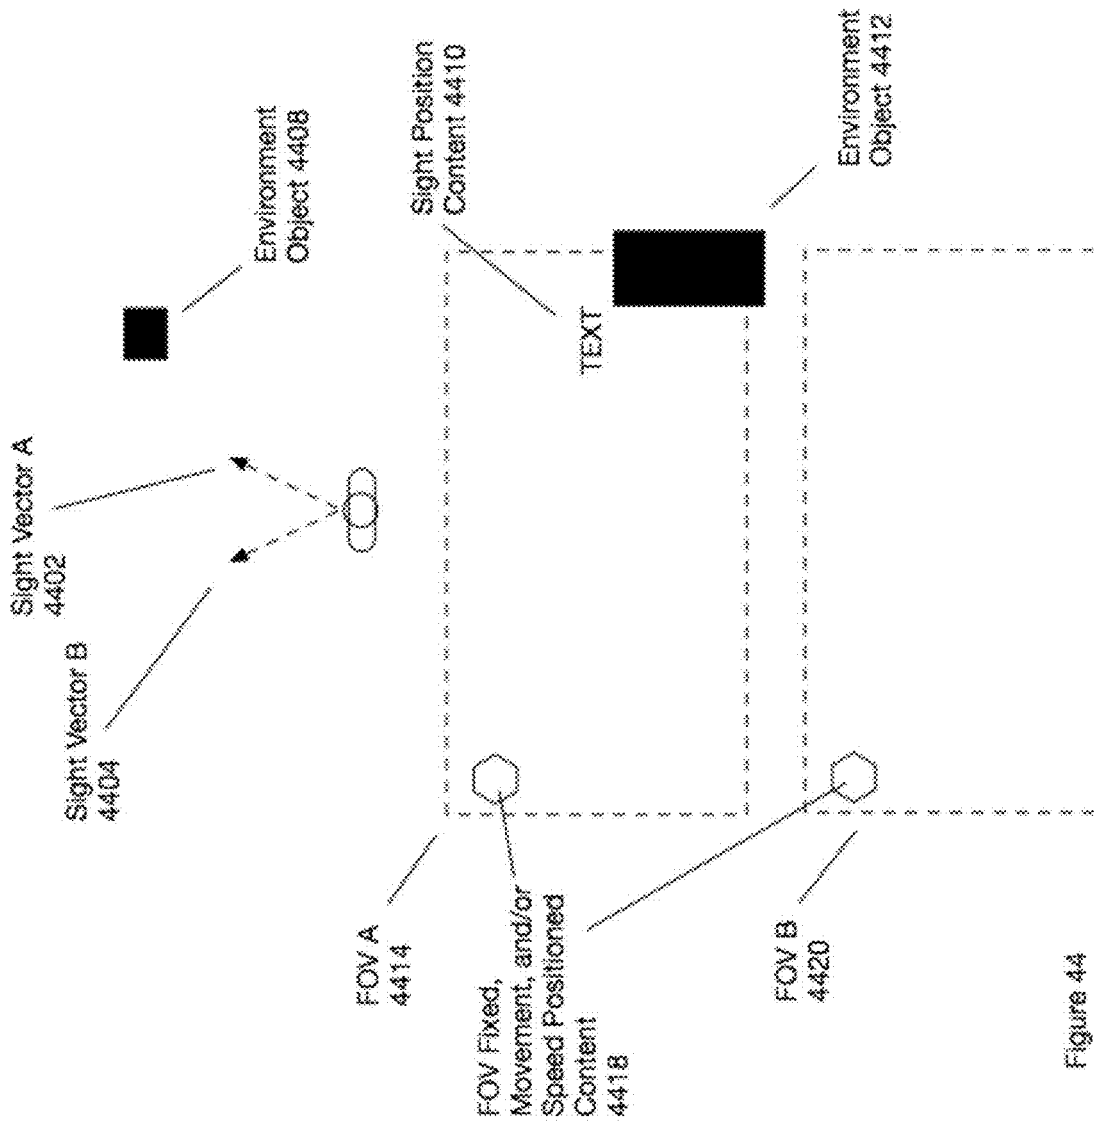 Sight Vector A
4402
Sight Vector B
4404
Environment
Object 4408
FOV A
4414
Sight Position
Content 4410
TEXT
FOV Fixed,
Movement, and/or
Speed Positioned
Content
4418
Environment
Object 4412
FOV B
4420
Figure 44